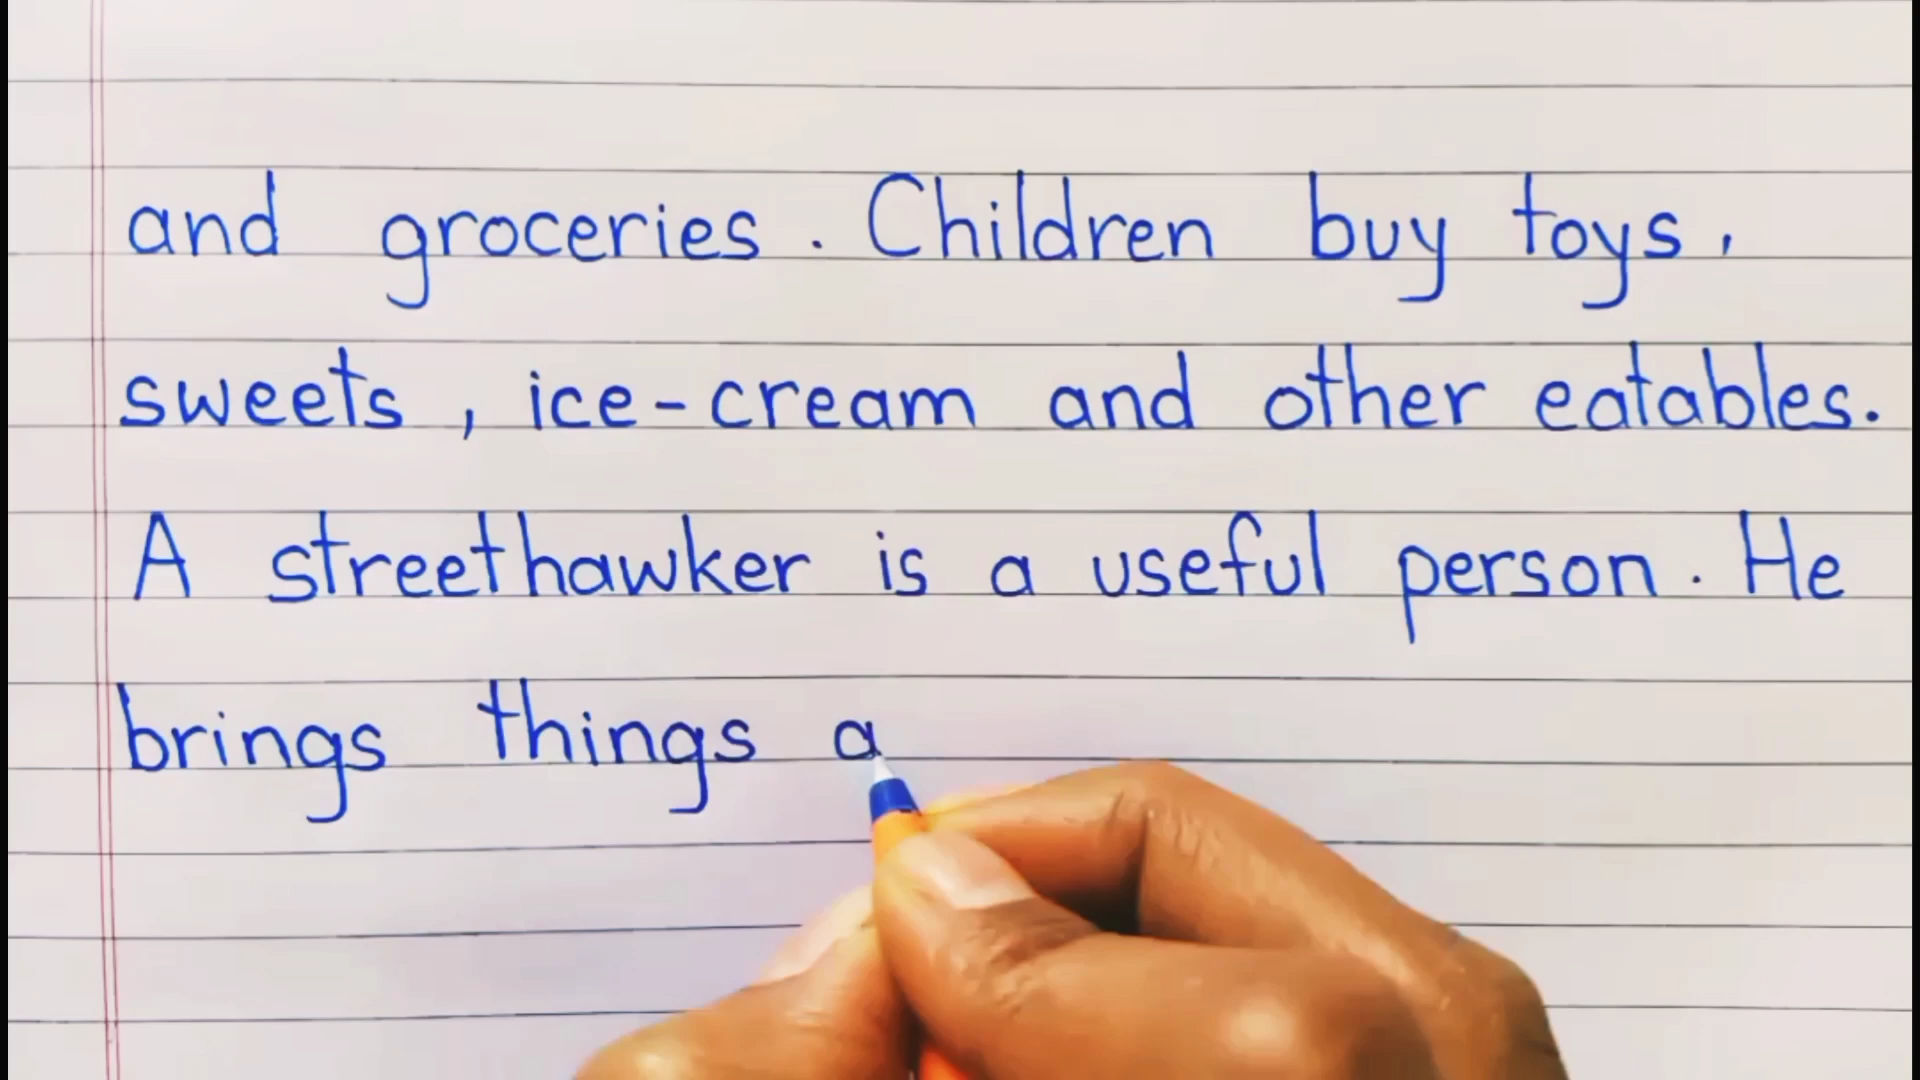 and groceries. Children buy toys,
sweets, ice-cream and other eatables.
A streethawker is a useful person. He
brings things a